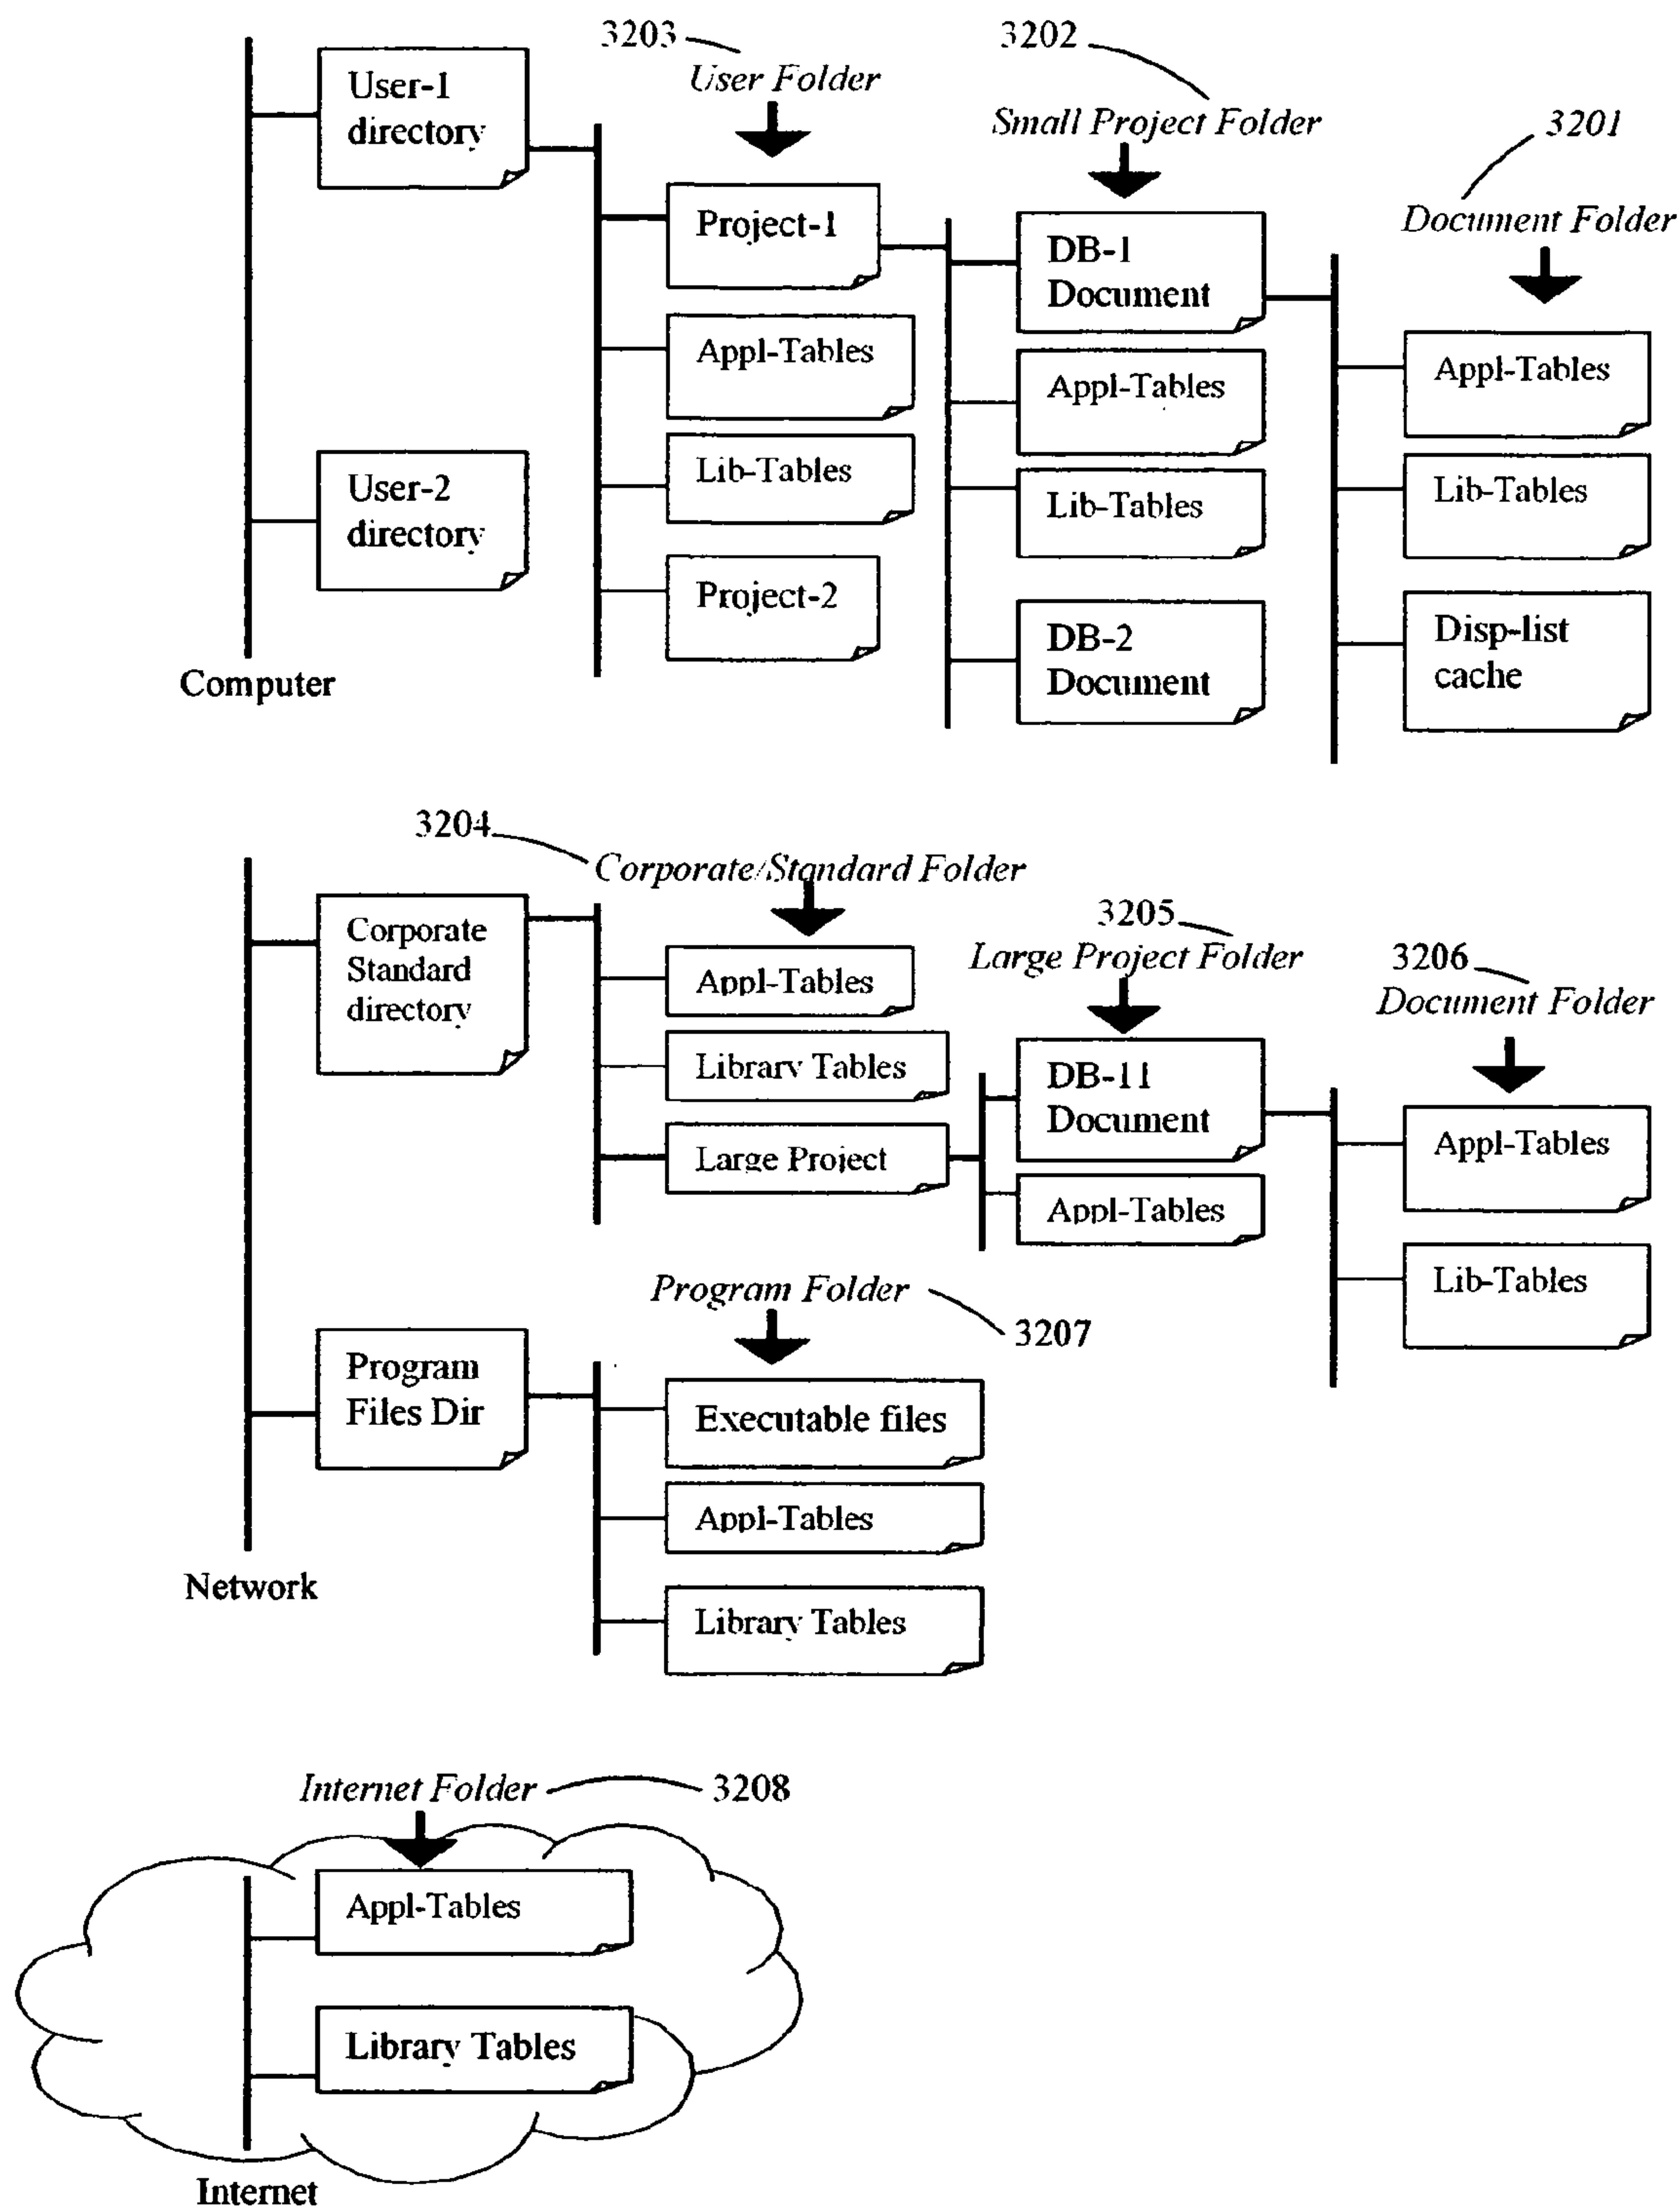 3203
User Folder
3202
Small Project Folder
3201
Document Folder
User-1
directory
Project-1
Appl-Tables
Lib-Tables
Project-2
DB-1
Document
Appl-Tables
Lib-Tables
DB-2
Document
Appl-Tables
Lib-Tables
Disp-list
cache
User-2
directory
Computer
3204
Corporate/Standard Folder
3205
Large Project Folder
3206
Document Folder
Corporate
Standard
directory
Appl-Tables
Library Tables
Large Project
DB-11
Document
Appl-Tables
Appl-Tables
Lib-Tables
Program Folder
3207
Program
Files Dir
Executable files
Appl-Tables
Library Tables
Network
Internet Folder
3208
Appl-Tables
Library Tables
Internet